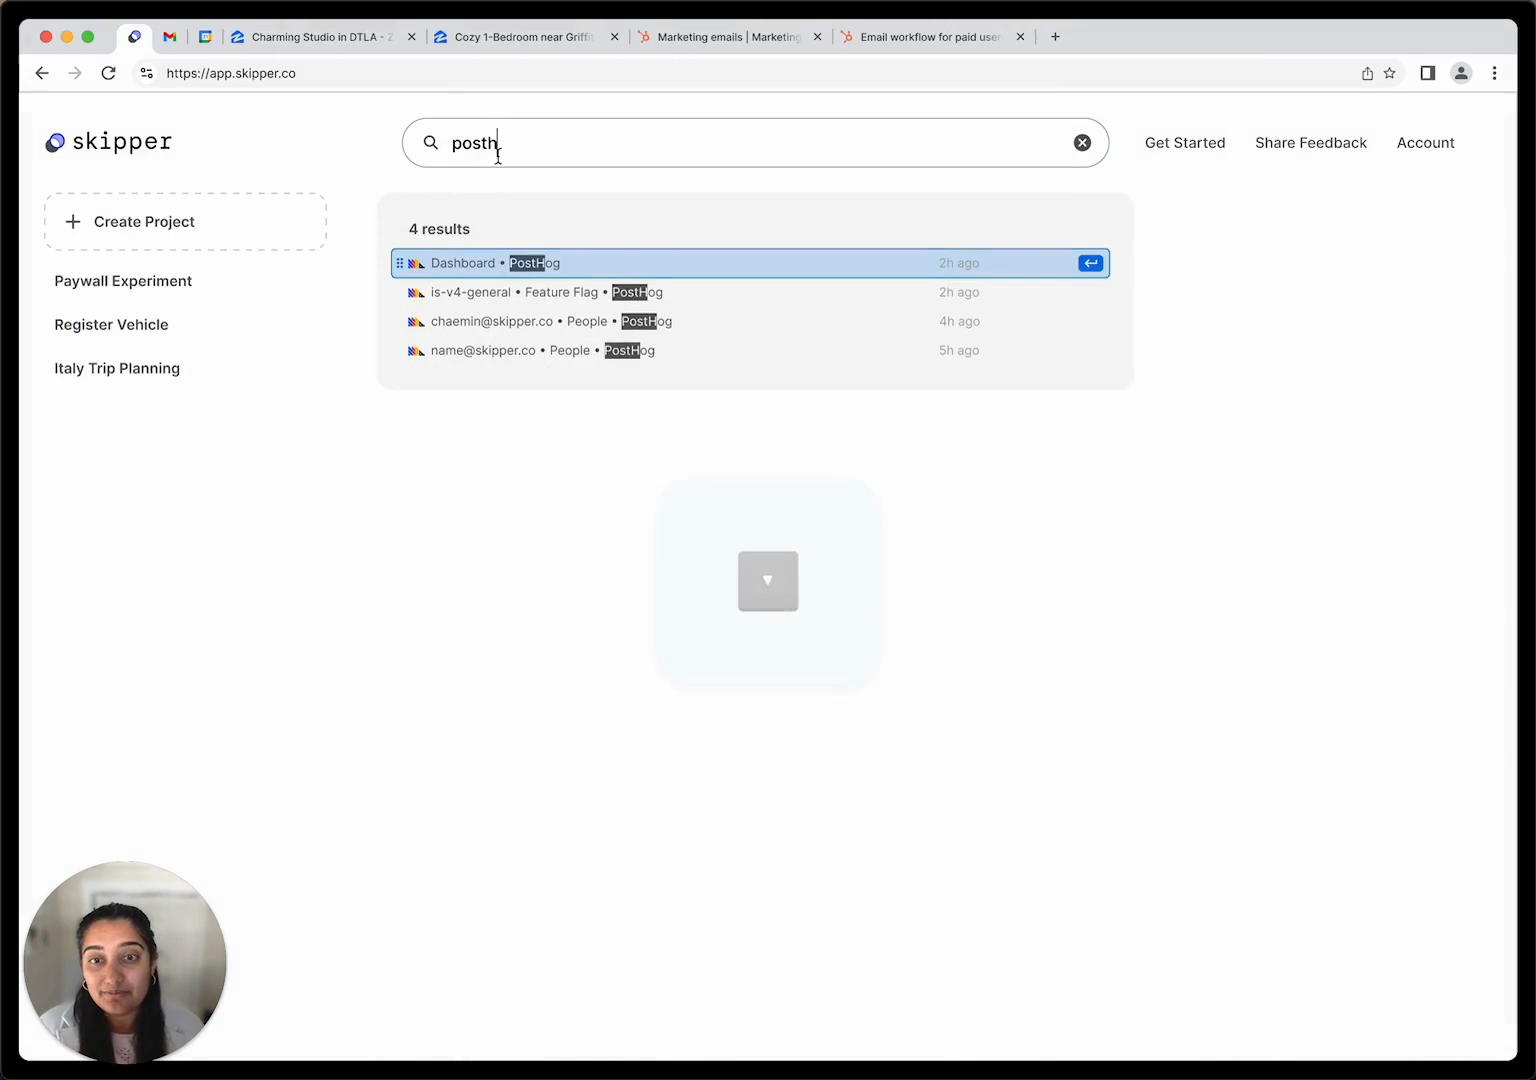 Charming Studio in DTLA - Z
Cozy 1-Bedroom near Griffi
Marketing emails | Marketing
Email workflow for paid user
https://app.skipper.co
skipper
posth
Get Started
Share Feedback
Account
Create Project
Paywall Experiment
Register Vehicle
Italy Trip Planning
4 results
Dashboard • PostHog 2h ago
is-v4-general • Feature Flag • PostHog 2h ago
chaemin@skipper.co • People • PostHog 4h ago
name@skipper.co • People • PostHog 5h ago